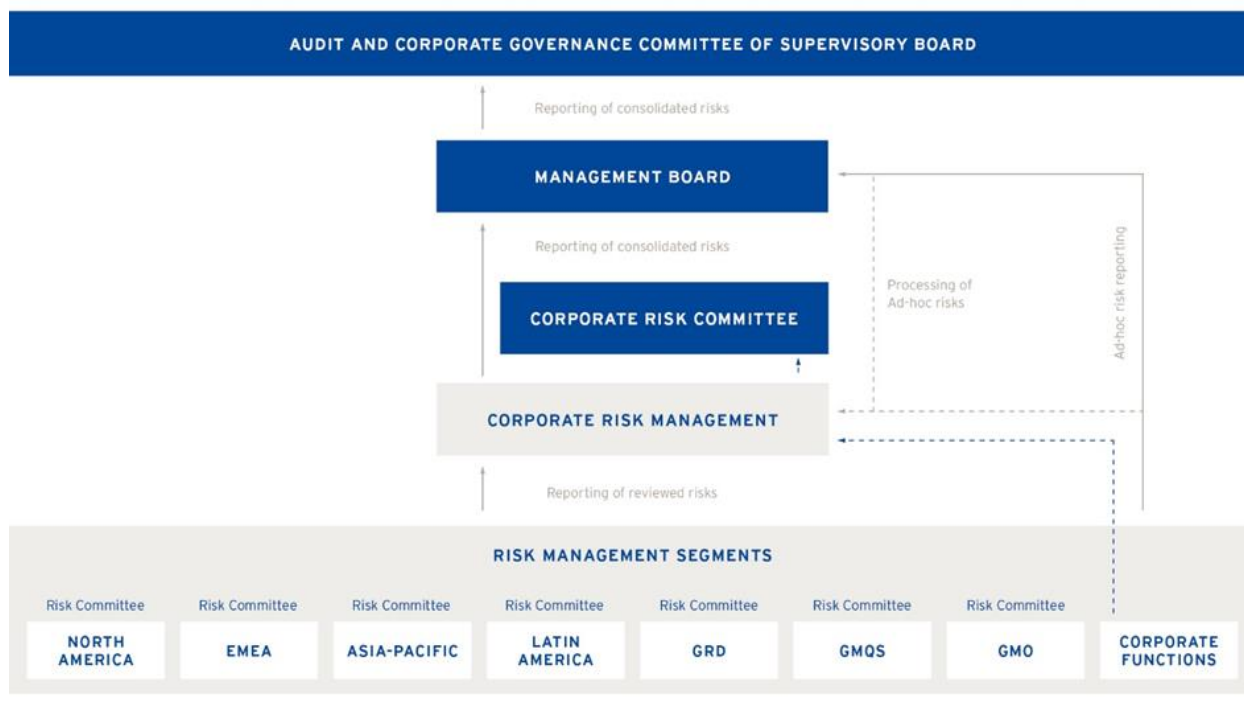 AUDIT AND CORPORATE GOVERNANCE COMMITTEE OF SUPERVISORY BOARD
Reporting of consolidated risks
MANAGEMENT BOARD
Reporting of consolidated risks
Processing of
Ad-hoc risks
Ad-hoc risk reporting
CORPORATE RISK COMMITTEE
CORPORATE RISK MANAGEMENT
Reporting of reviewed risks
RISK MANAGEMENT SEGMENTS
Risk Committee
NORTH
AMERICA
Risk Committee
EMEA
Risk Committee
ASIA-PACIFIC
Risk Committee
LATIN
AMERICA
Risk Committee
GRD
Risk Committee
GMQS
Risk Committee
GMO
CORPORATE
FUNCTIONS